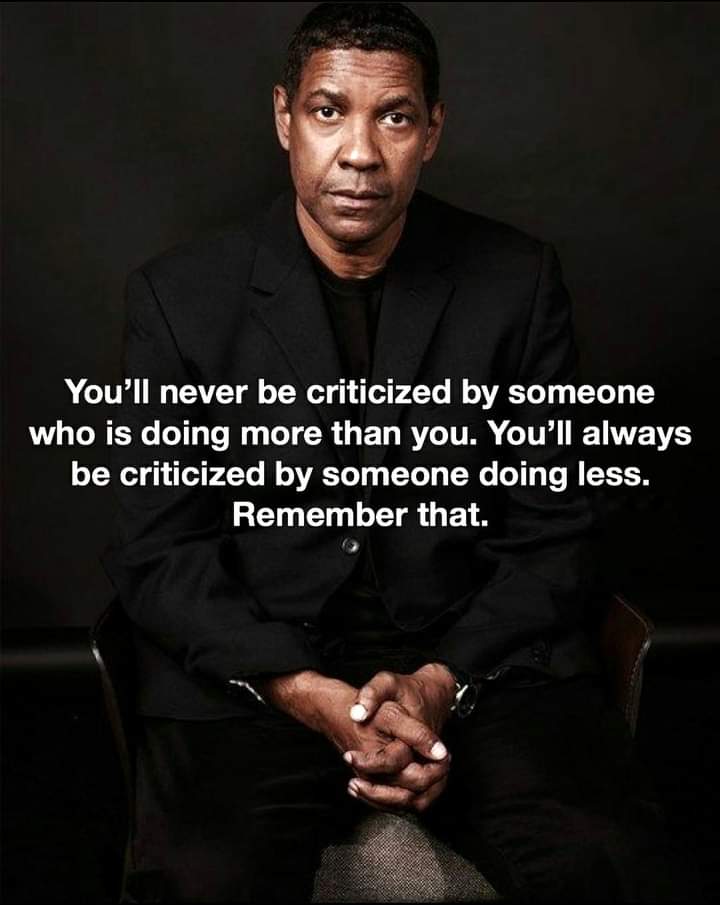 You’ll never be criticized by someone
who is doing more than you. You’ll always
be criticized by someone doing less.
Remember that.